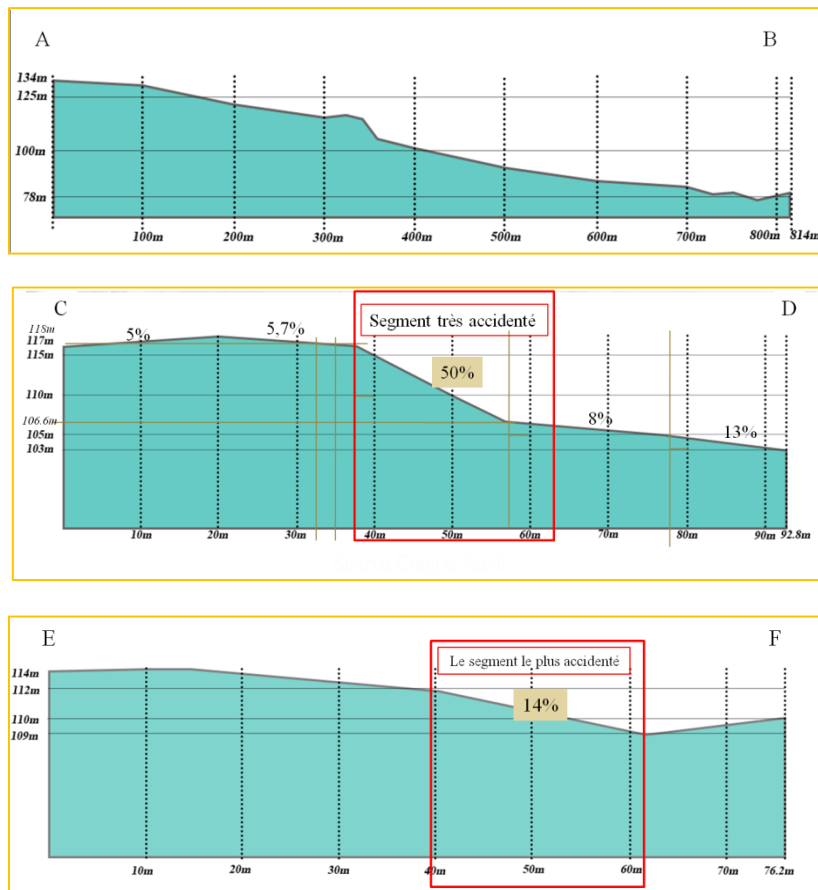 A B
134m
125m
100m
78m
100m 200m 300m 400m 500m 600m 700m 800m 814m
C D
118m
117m
115m
110m
106.6m
105m
103m
5% 5,7%
Segment très accidenté
50%
8%
13%
10m 20m 30m 40m 50m 60m 70m 80m 90m 92.8m
E F
114m
112m
110m
109m
Le segment le plus accidenté
14%
10m 20m 30m 40m 50m 60m 70m 76.2m